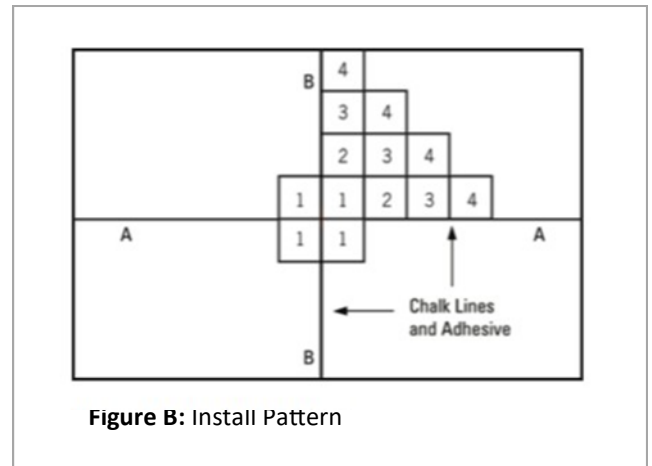 B 4
3 4
2 3 4
1 1 2 3 4
A A
1 1
Chalk Lines
and Adhesive
B
Figure B: Install Pattern